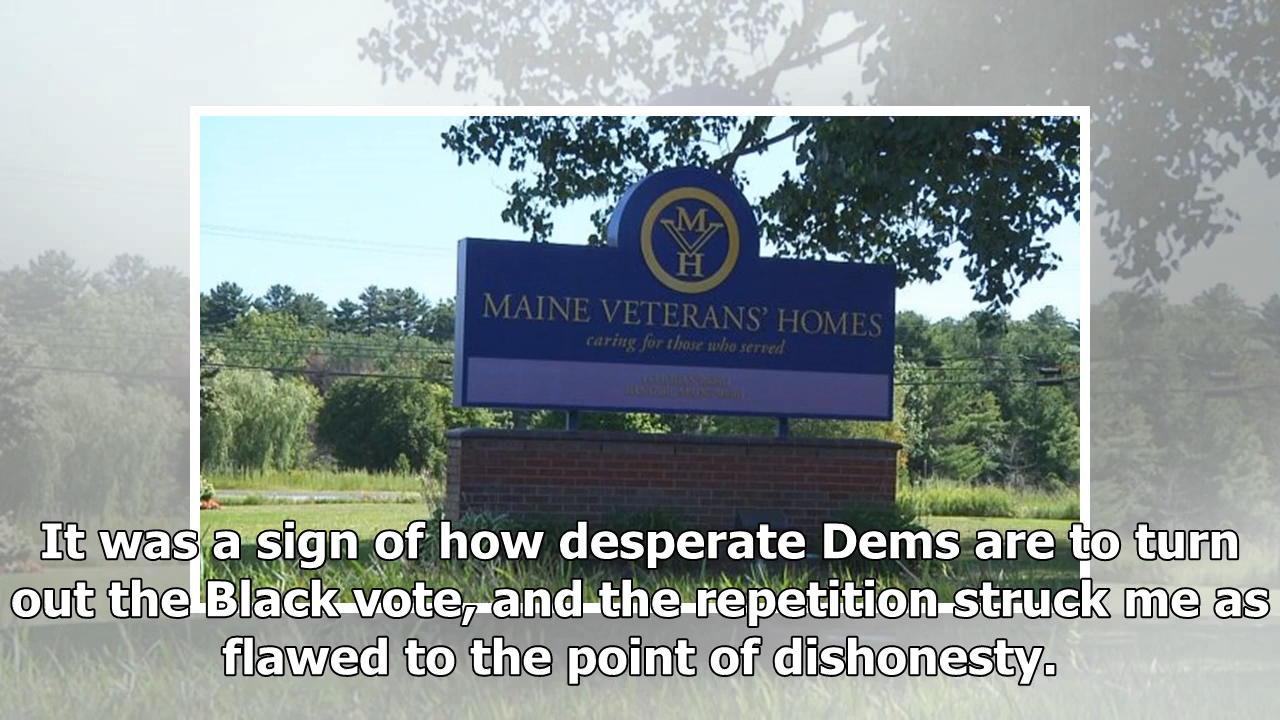 M
V
H
MAINE VETERANS' HOMES
caring for those who served
It was a sign of how desperate Dems are to turn
out the Black vote, and the repetition struck me as
flawed to the point of dishonesty.